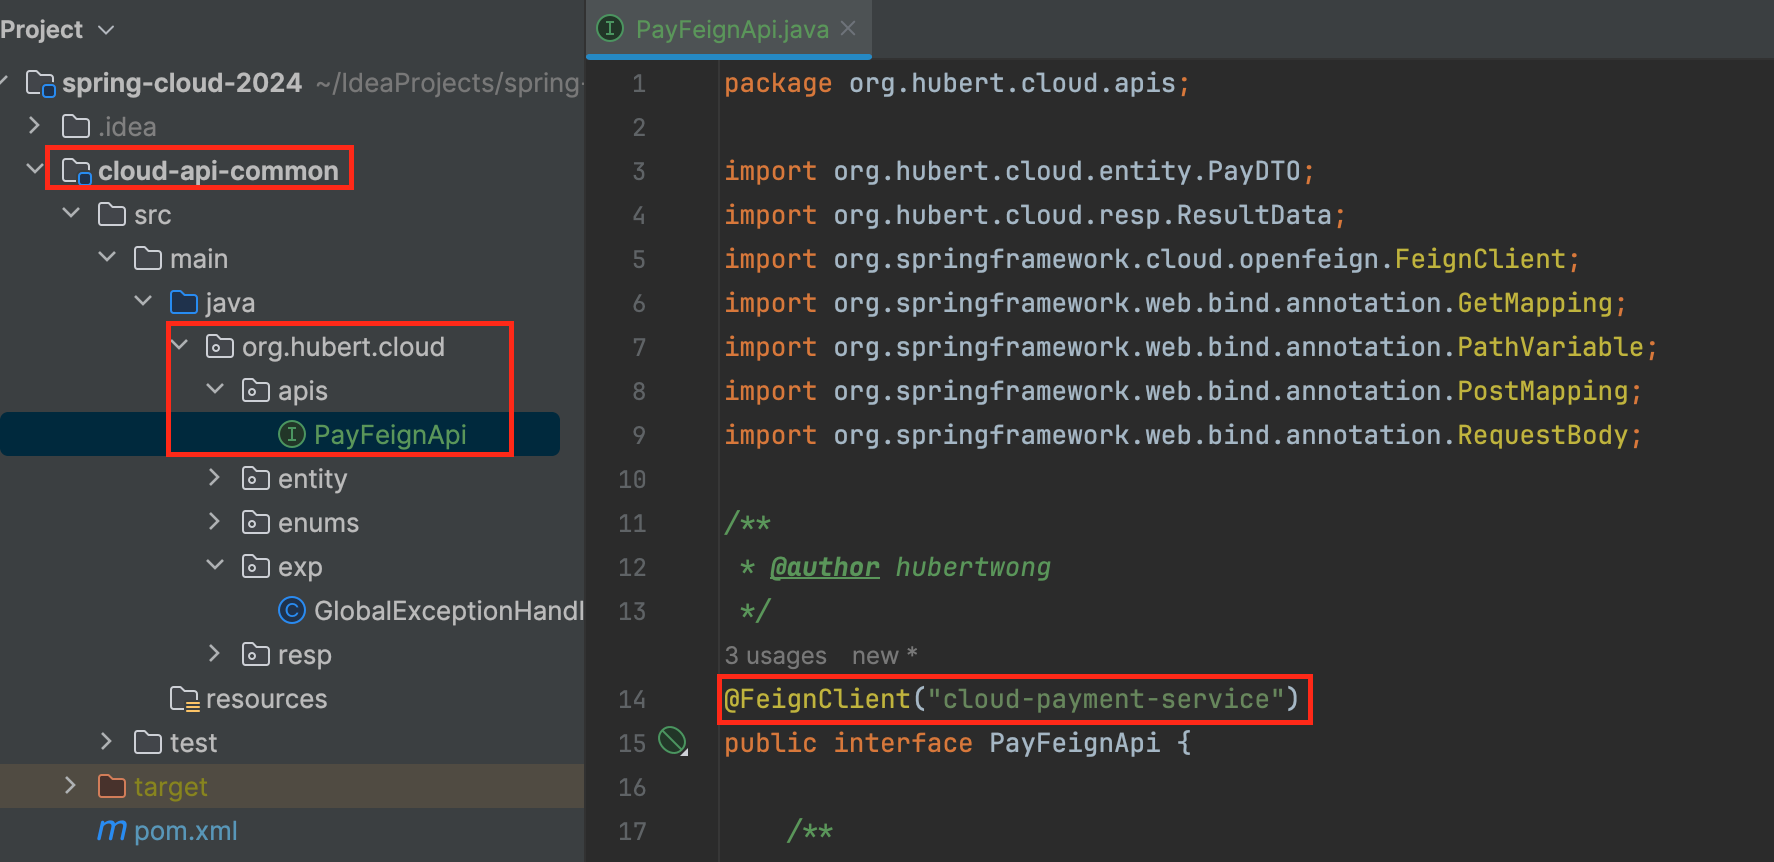 Project
spring-cloud-2024 ~/IdeaProjects/spring-
.idea
cloud-api-common
src
main
java
org.hubert.cloud
apis
PayFeignApi
entity
enums
exp
GlobalExceptionHandl
resp
resources
test
target
pom.xml
PayFeignApi.java
1 package org.hubert.cloud.apis;
2
3 import org.hubert.cloud.entity.PayDTO;
4 import org.hubert.cloud.resp.ResultData;
5 import org.springframework.cloud.openfeign.FeignClient;
6 import org.springframework.web.bind.annotation.GetMapping;
7 import org.springframework.web.bind.annotation.PathVariable;
8 import org.springframework.web.bind.annotation.PostMapping;
9 import org.springframework.web.bind.annotation.RequestBody;
10
11 /**
12 * @author hubertwong
13 */
3 usages new *
14 @FeignClient("cloud-payment-service")
15 public interface PayFeignApi {
16
17 /**